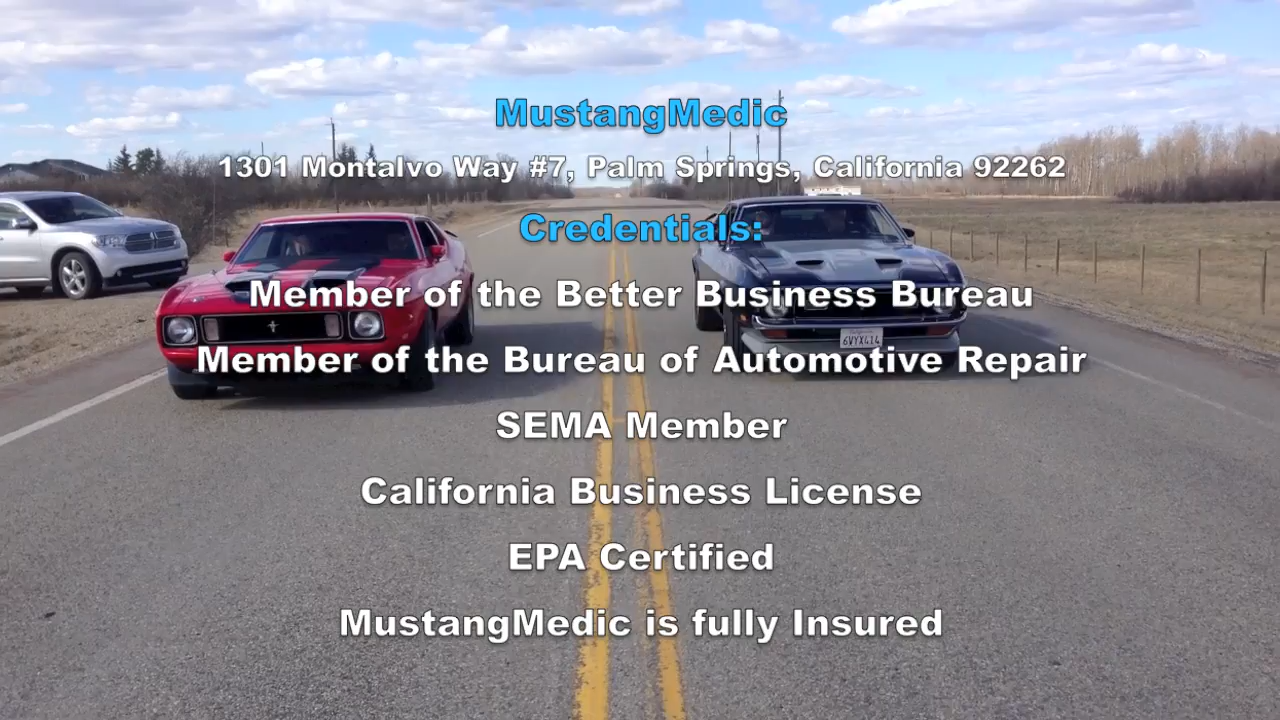 MustangMedic
1301 Montalvo Way #7, Palm Springs, California 92262
Credentials:
Member of the Better Business Bureau
Member of the Bureau of Automotive Repair
6VYX414
SEMA Member
California Business License
EPA Certified
MustangMedic is fully Insured